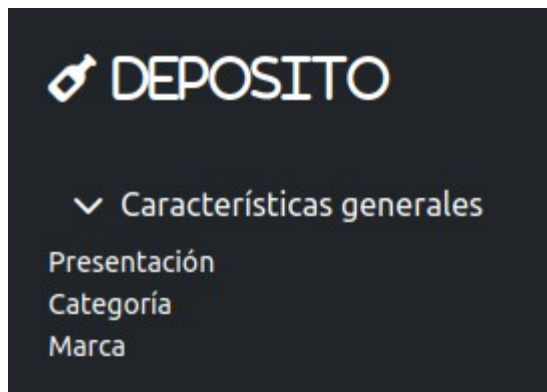 DEPOSITO
Características generales
Presentación
Categoría
Marca